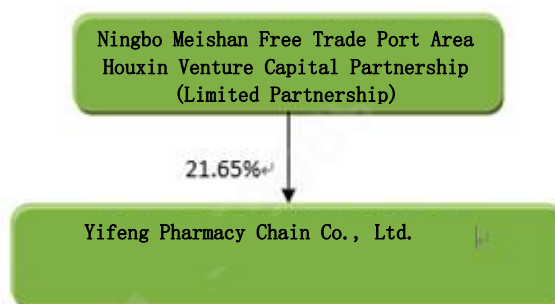 Ningbo Meishan Free Trade Port Area
Houxin Venture Capital Partnership
(Limited Partnership)
21.65%
Yifeng Pharmacy Chain Co., Ltd.